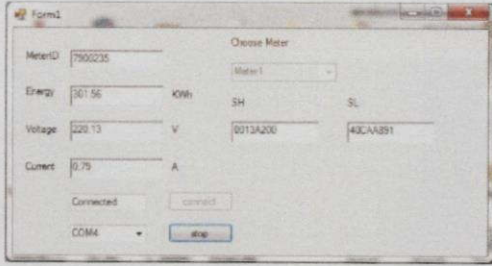 Form1
Choose Meter
MeterID 7900235
Meter1
Energy 301.56 KWh
SH SL
Voltage 220.13 V 0013A200 40CAA891
Current 0.75 A
Connected connect
COM4 stop